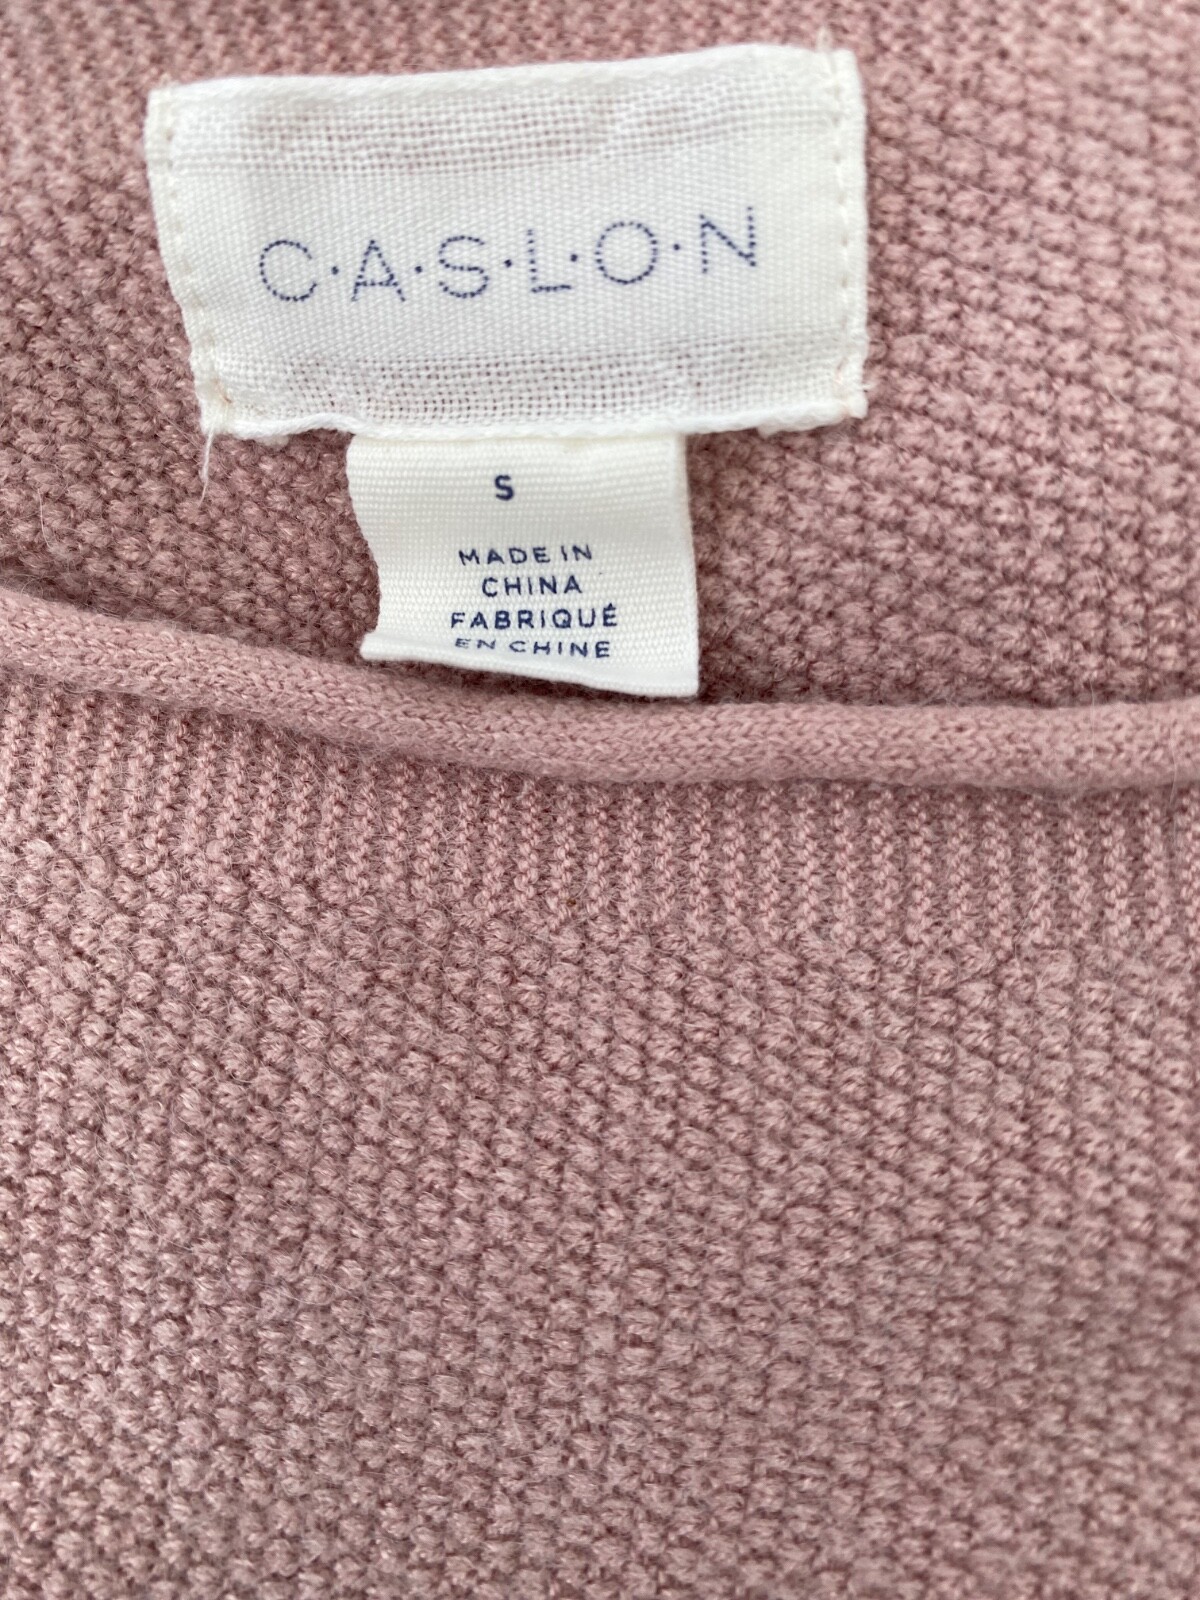 C·A·S·L·O·N
S
MADE IN
CHINA
FABRIQUÉ
EN CHINE